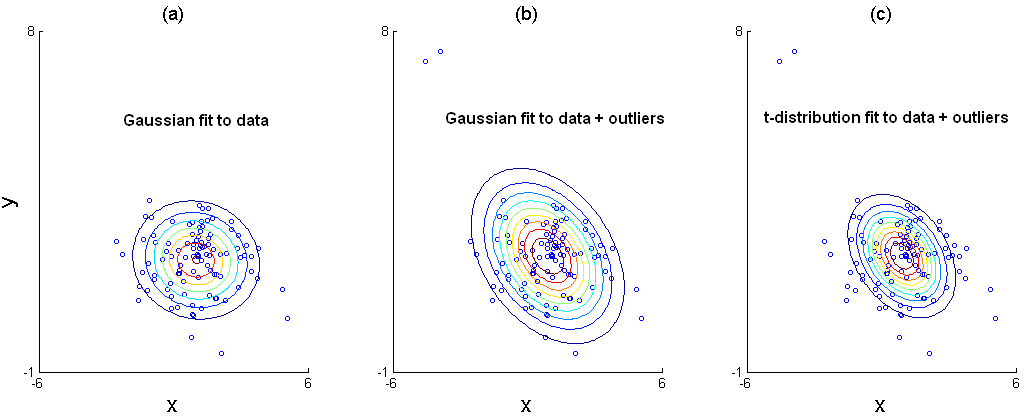 (a)
(b)
(c)
8
8
8
Gaussian fit to data
Gaussian fit to data + outliers
t-distribution fit to data + outliers
y
-1
-1
-1
-6
6
-6
6
-6
6
x
x
x